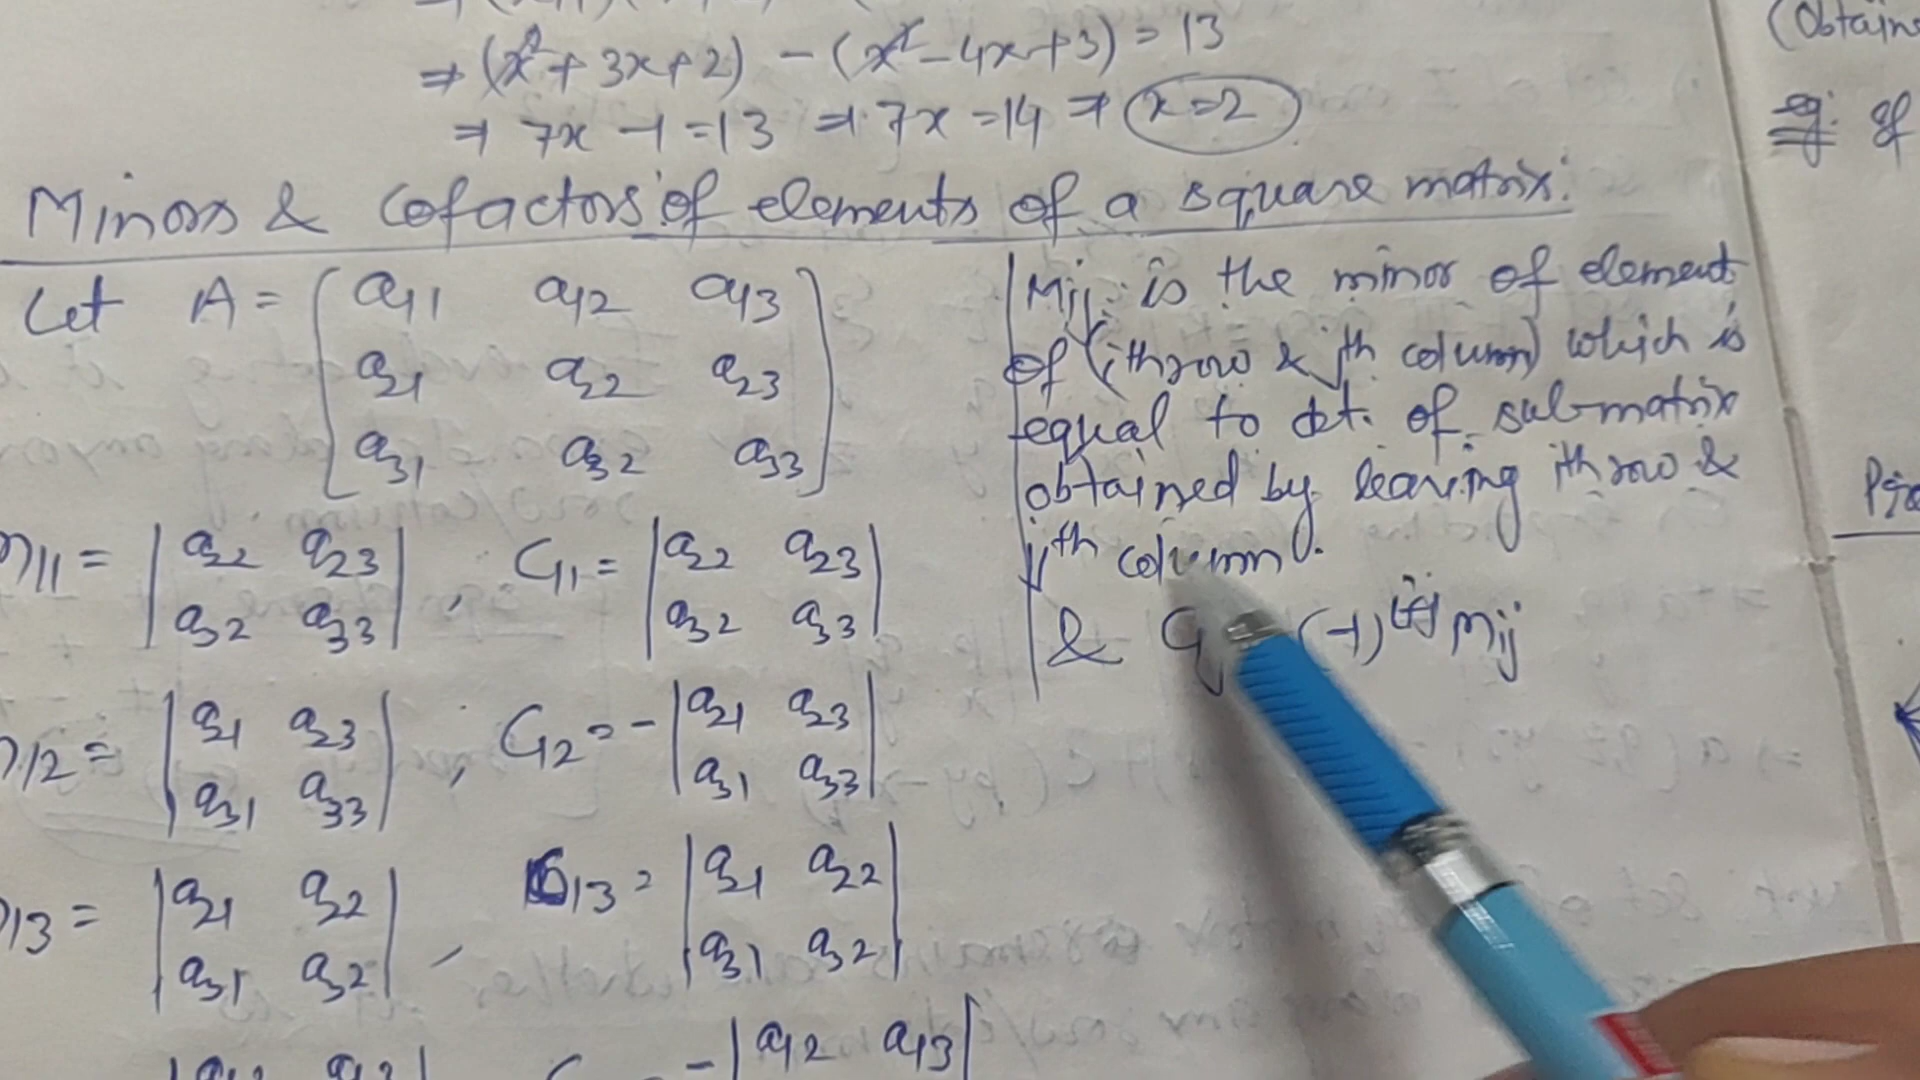 ⇒ (x²+3x+2) - (x²-4x+3) = 13
⇒ 7x -1 = 13 ⇒ 7x = 14 ⇒ x=2
Minors & Cofactors of elements of a square matrix:
Let A = [a11 a12 a13
a21 a22 a23
a31 a32 a33]
M11 = |a22 a23
a32 a33| , C11 = |a22 a23
a32 a33|
M12 = |a21 a23
a31 a33| , C12 = -|a21 a23
a31 a33|
M13 = |a21 a22
a31 a32| , C13 = |a21 a22
a31 a32|
-|a12 a13|
Mij is the minor of element
of (ith row & jth column) which is
equal to det. of submatrix
obtained by leaving ith row &
jth column.
& C (-1)^(i+j) Mij
(Obtain
eg: If